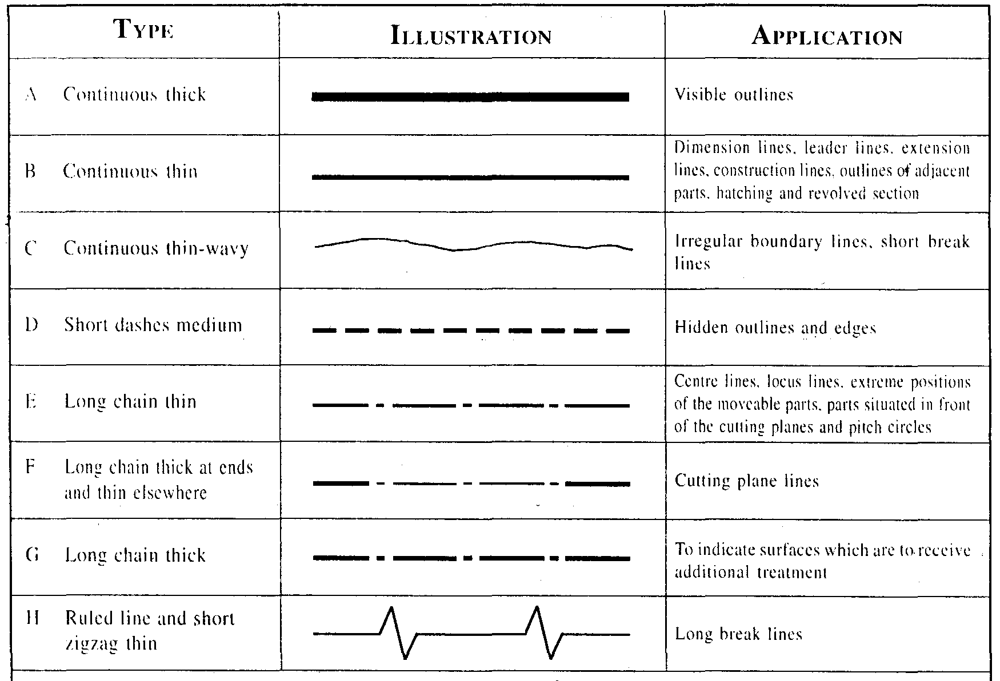 TYPE ILLUSTRATION APPLICATION
A Continuous thick Visible outlines
B Continuous thin Dimension lines, leader lines, extension
lines, construction lines, outlines of adjacent
parts, hatching and revolved section
C Continuous thin-wavy Irregular boundary lines, short break
lines
D Short dashes medium Hidden outlines and edges
E Long chain thin Centre lines, locus lines, extreme positions
of the moveable parts, parts situated in front
of the cutting planes and pitch circles
F Long chain thick at ends
and thin elsewhere Cutting plane lines
G Long chain thick To indicate surfaces which are to receive
additional treatment
H Ruled line and short
zigzag thin Long break lines